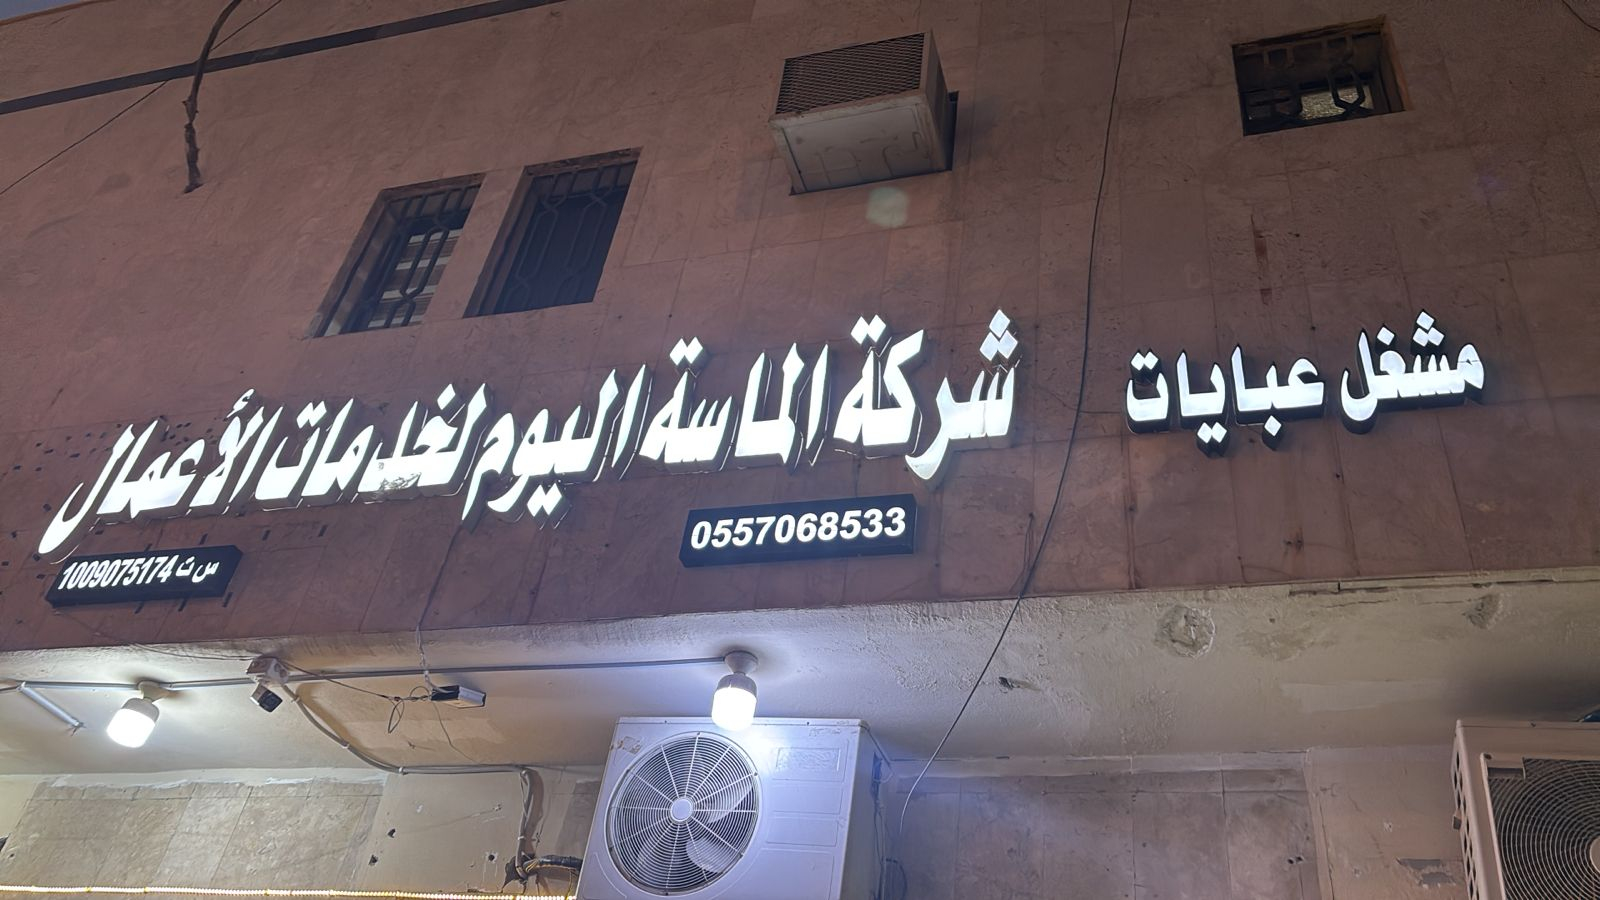 مشغل عبايات
شركة الماسة اليوم لخدمات الأعمال
0557068533
س ت 1009075174